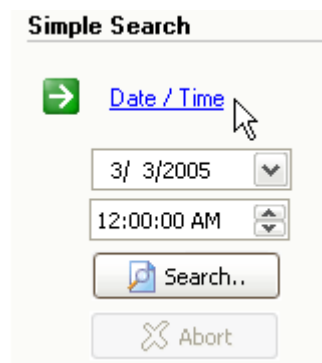 Simple Search
Date / Time
3/ 3/2005
12:00:00 AM
Search..
Abort